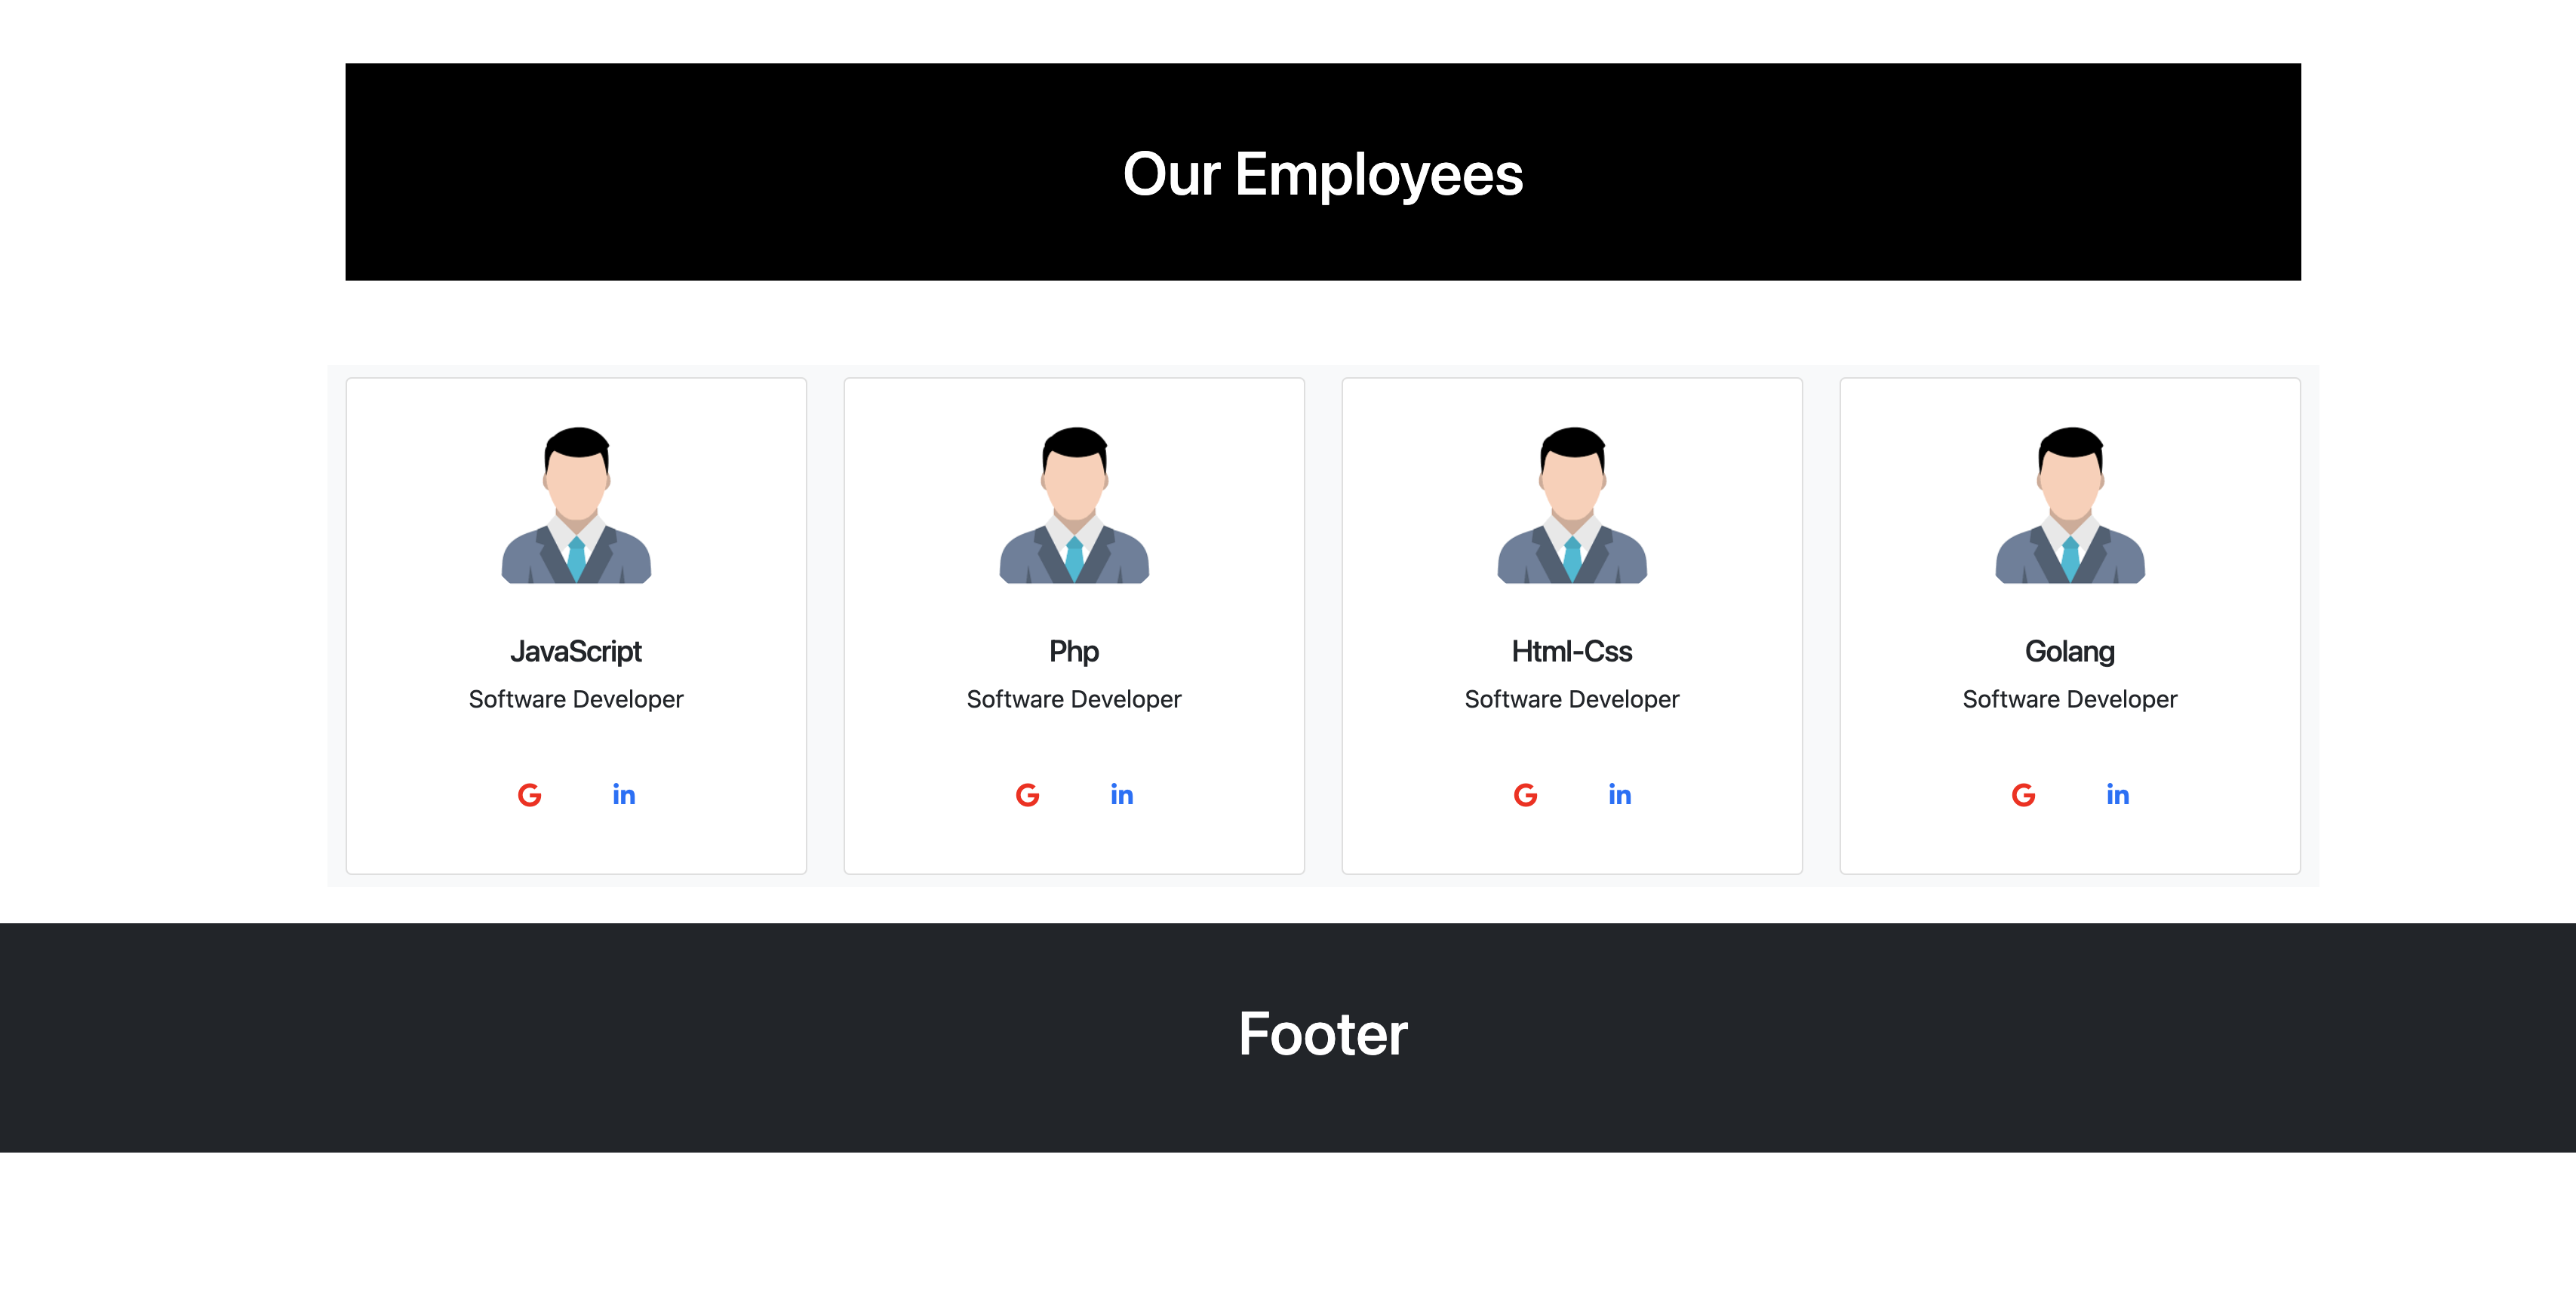 Our Employees
JavaScript
Software Developer
G in
Php
Software Developer
G in
Html-Css
Software Developer
G in
Golang
Software Developer
G in
Footer